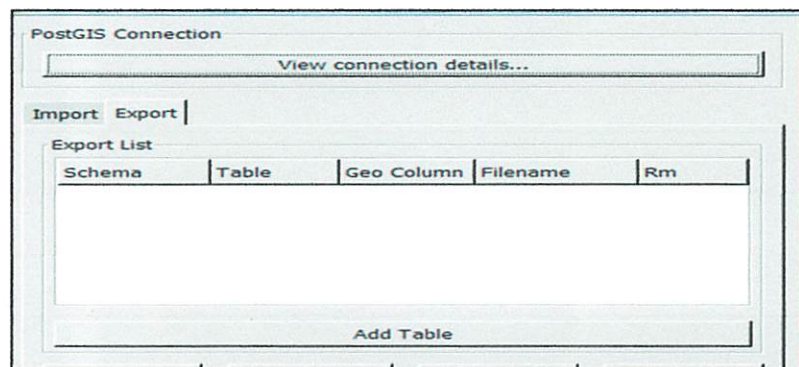 PostGIS Connection
View connection details...
Import Export
Export List
Schema Table Geo Column Filename Rm
Add Table